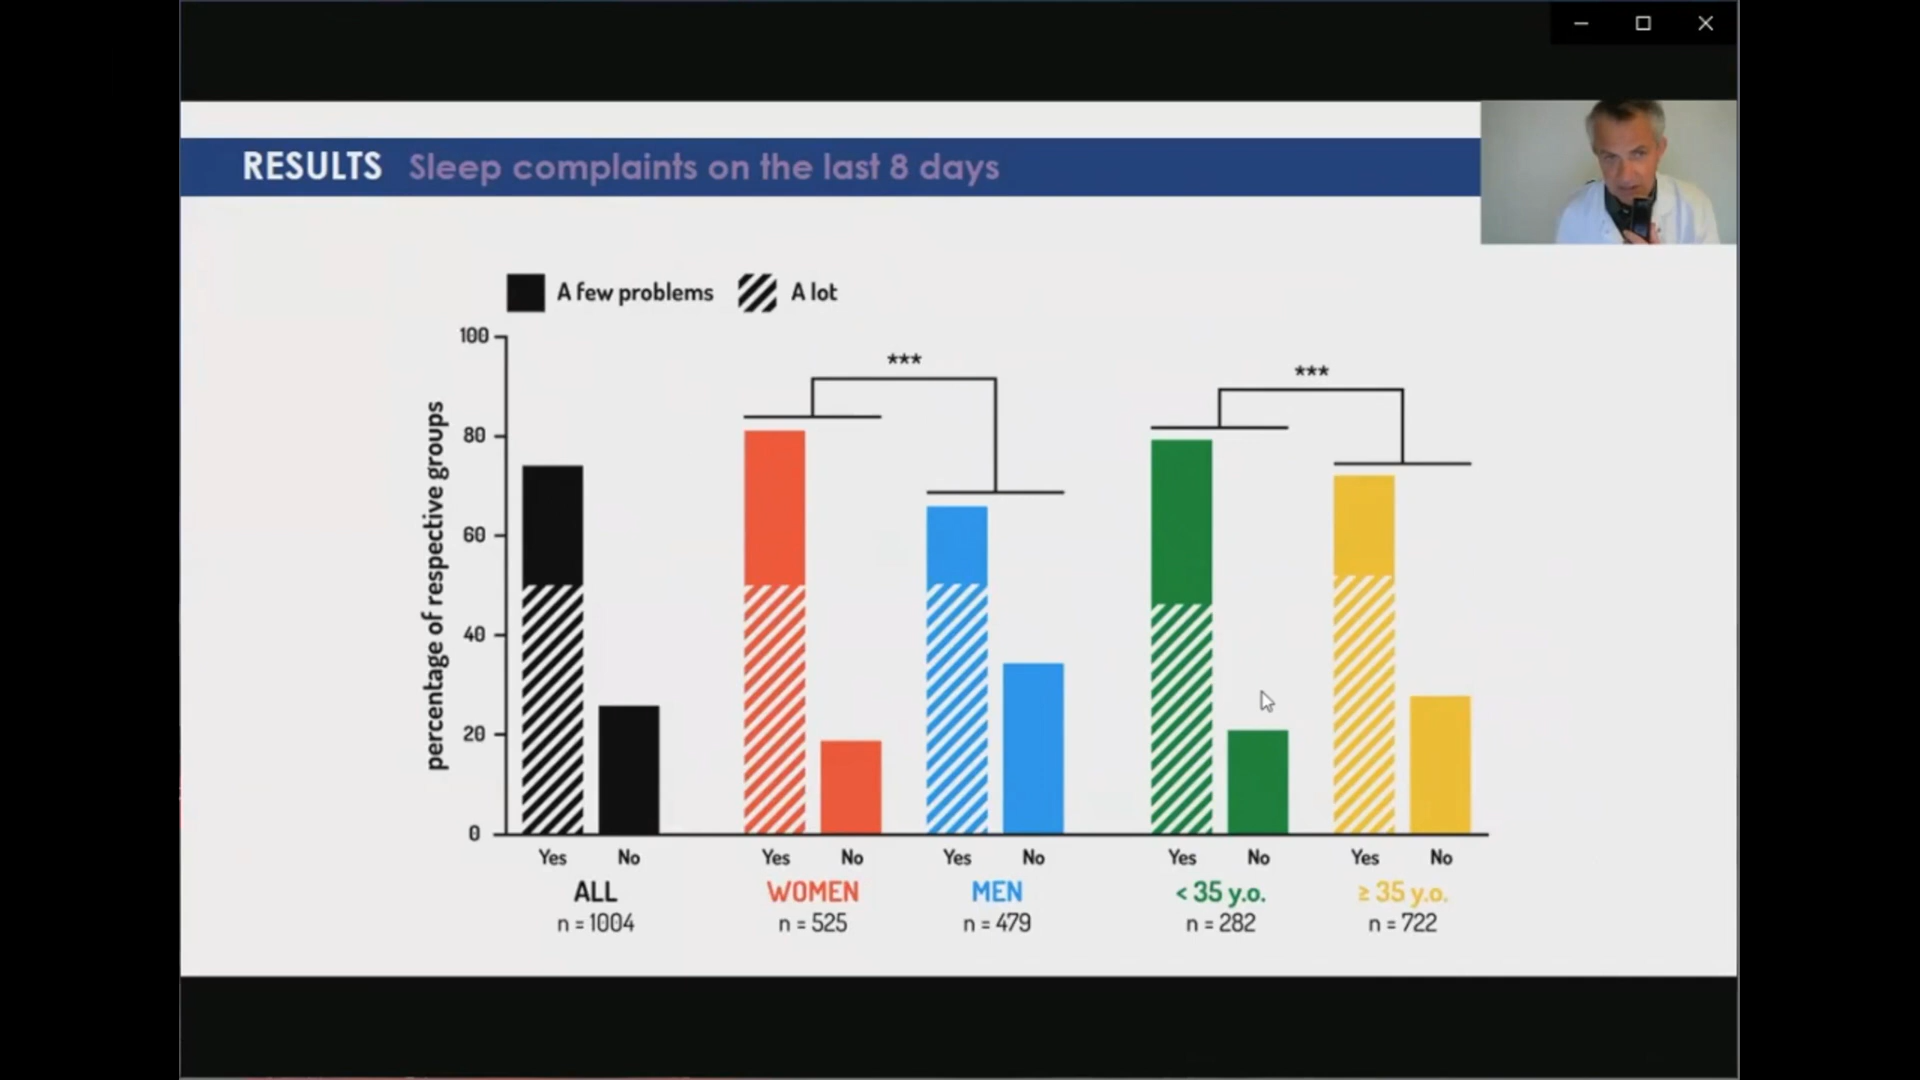 RESULTS Sleep complaints on the last 8 days
A few problems A lot
percentage of respective groups
100
80
60
40
20
0
*** ***
Yes No Yes No Yes No Yes No Yes No
ALL WOMEN MEN < 35 y.o. ≥ 35 y.o.
n = 1004 n = 525 n = 479 n = 282 n = 722